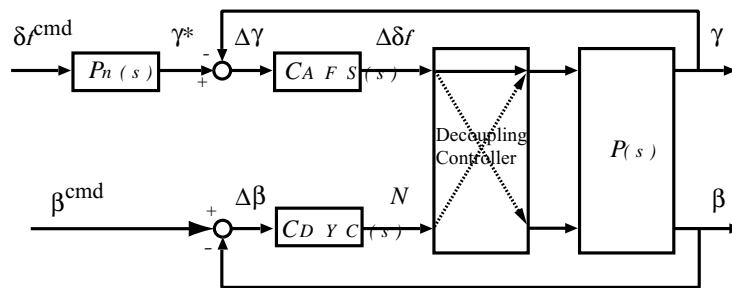 δf^cmd
Pn(s)
γ*
-
+
Δγ
CAFS(s)
Δδf
γ
Decoupling
Controller
P(s)
β^cmd
+
-
Δβ
CDYC(s)
N
β